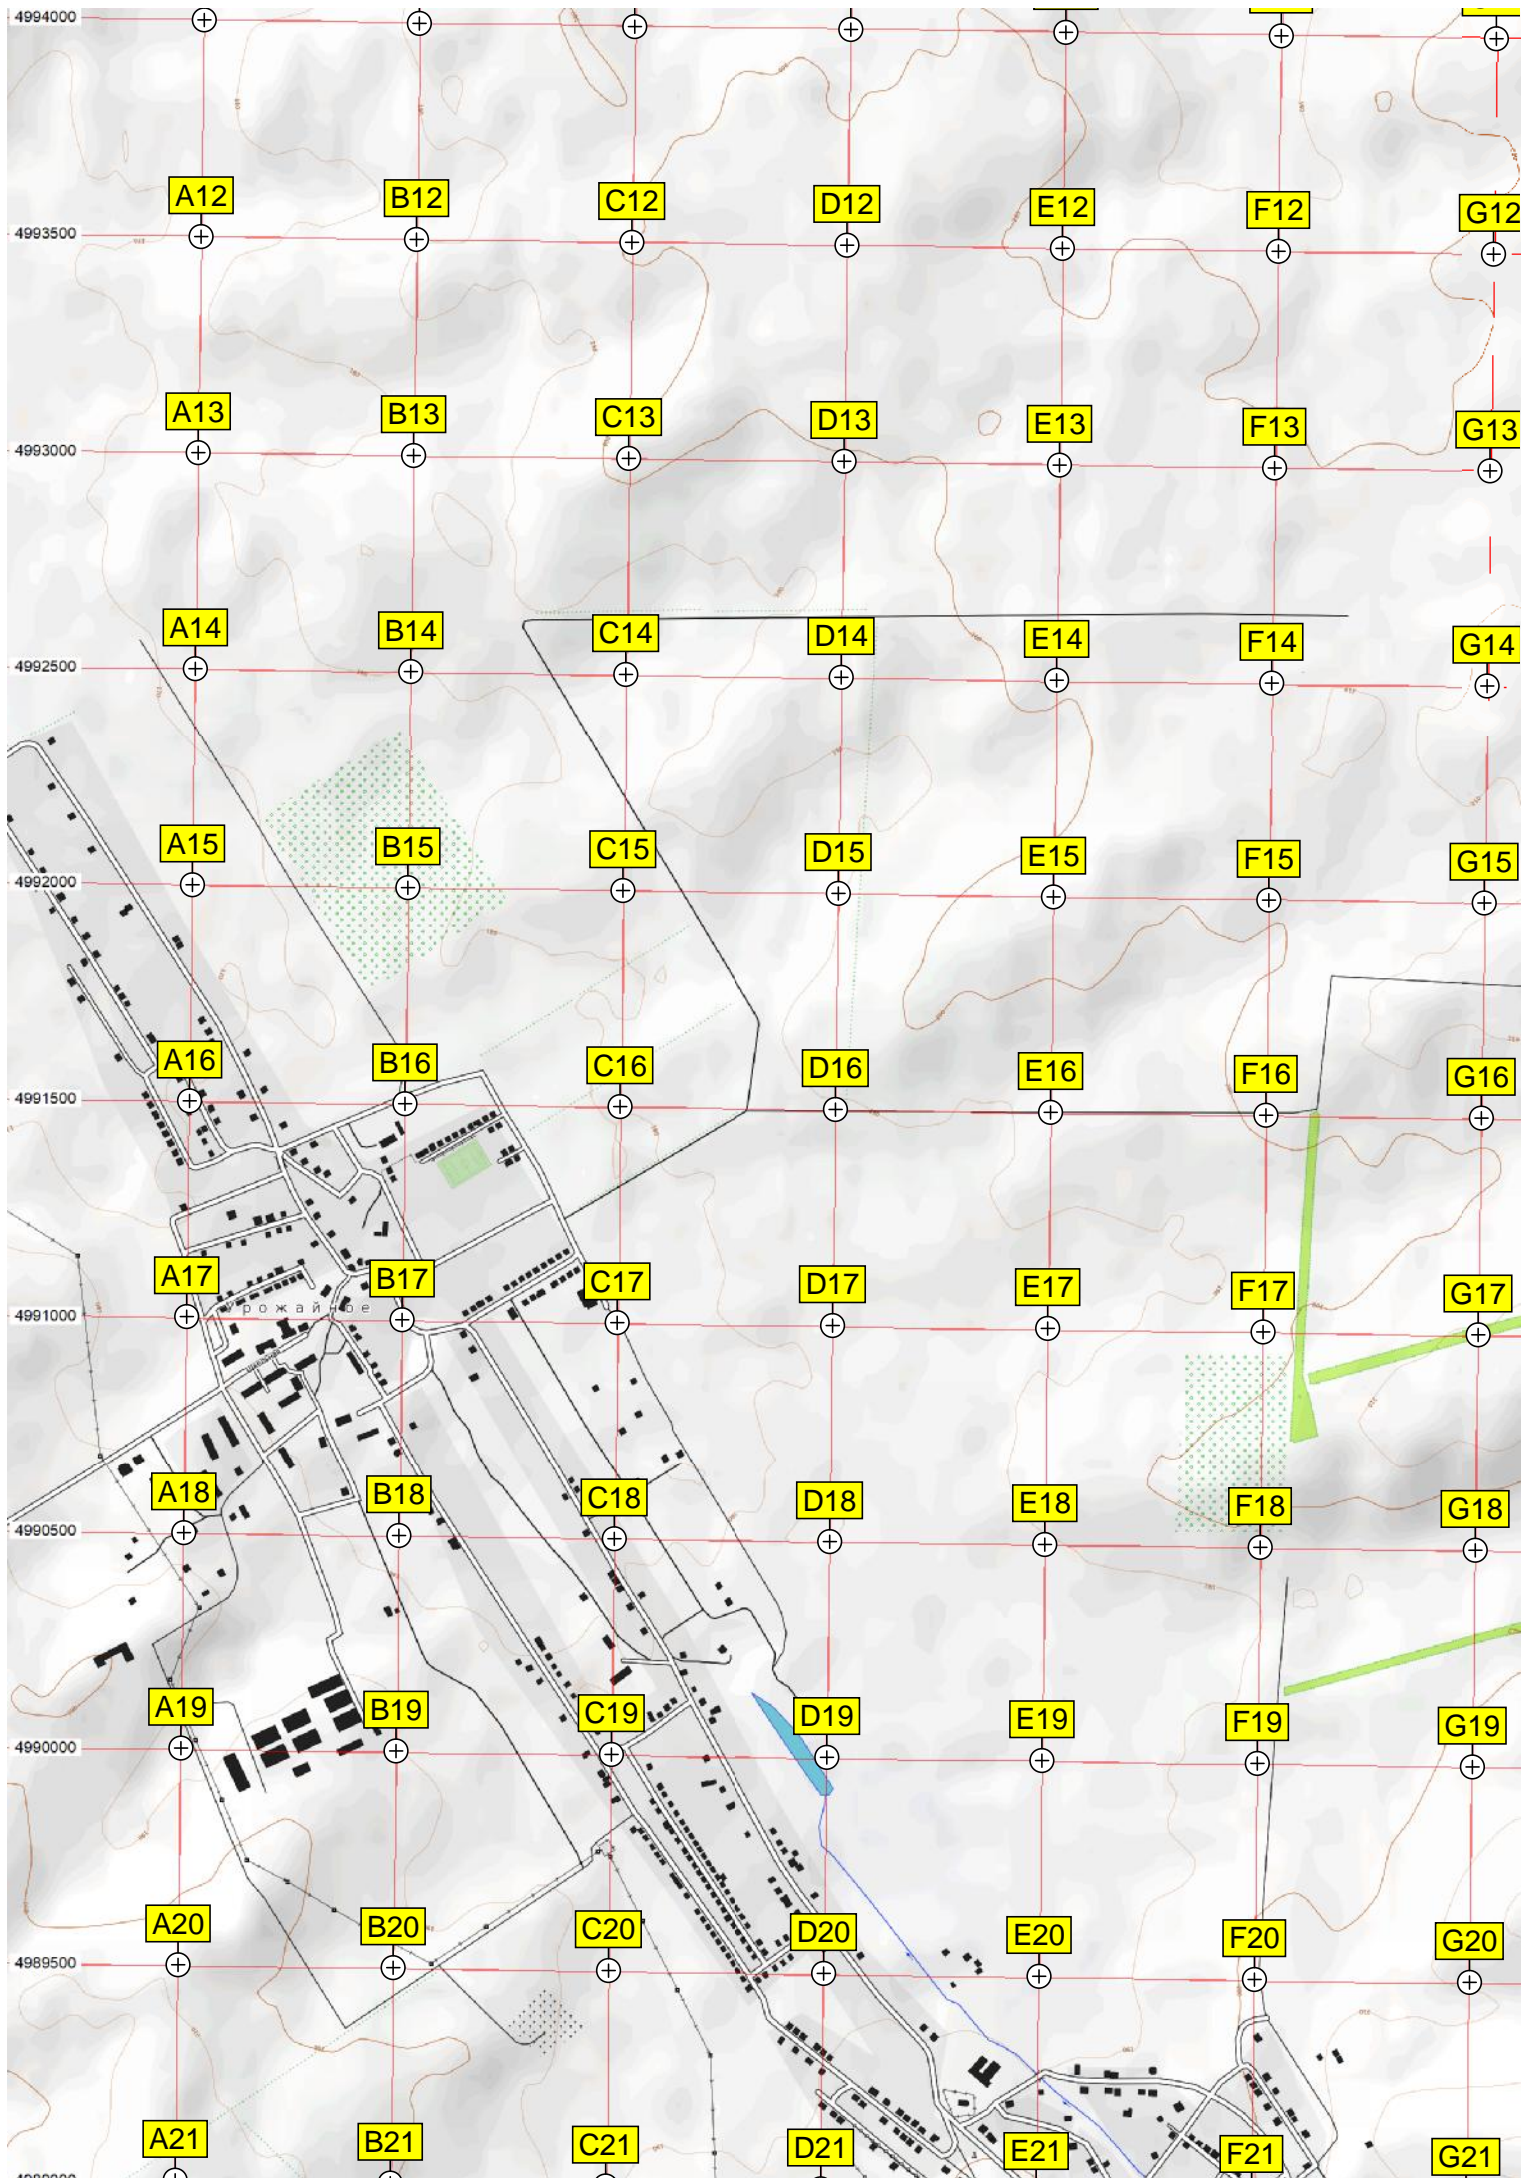 4994000
A12 B12 C12 D12 E12 F12 G12
4993500
A13 B13 C13 D13 E13 F13 G13
4993000
A14 B14 C14 D14 E14 F14 G14
4992500
A15 B15 C15 D15 E15 F15 G15
4992000
A16 B16 C16 D16 E16 F16 G16
4991500
A17 B17 C17 D17 E17 F17 G17
Урожайное
4991000
A18 B18 C18 D18 E18 F18 G18
4990500
A19 B19 C19 D19 E19 F19 G19
4990000
A20 B20 C20 D20 E20 F20 G20
4989500
A21 B21 C21 D21 E21 F21 G21